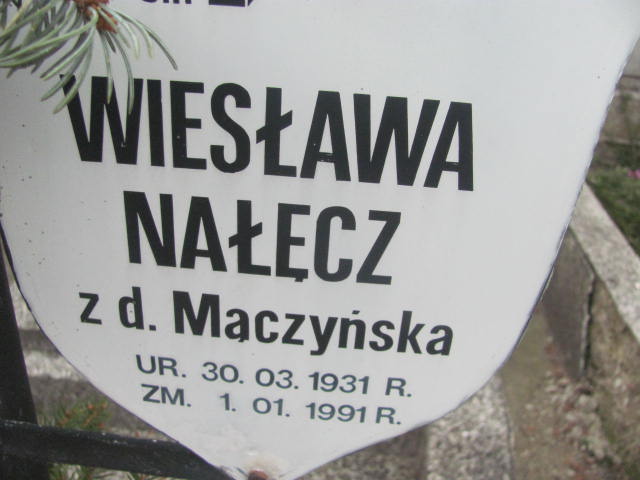 WIESŁAWA
NAŁĘCZ
z d. Mączyńska
UR. 30. 03. 1931 R.
ZM. 1. 01. 1991 R.